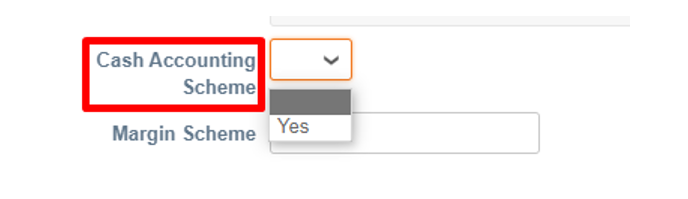 Cash Accounting
Scheme
Yes
Margin Scheme